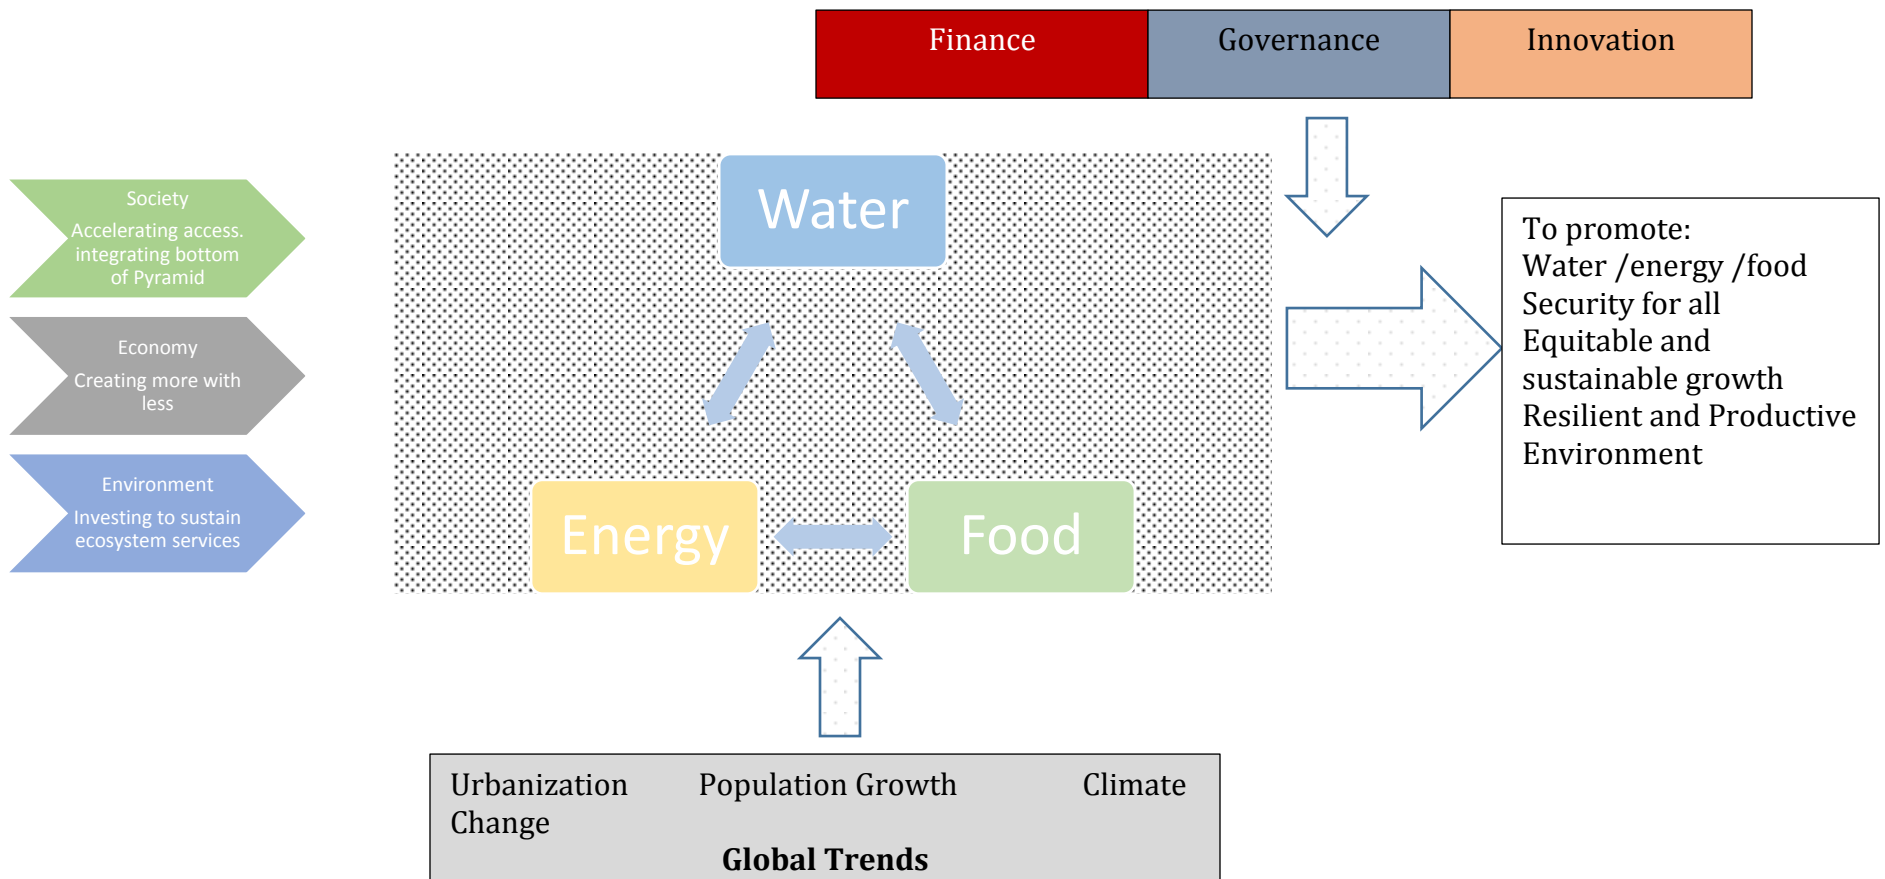 Finance
Governance
Innovation
Society
Accelerating access.
integrating bottom
of Pyramid
Economy
Creating more with
less
Environment
Investing to sustain
ecosystem services
Water
Energy
Food
To promote:
Water /energy /food
Security for all
Equitable and
sustainable growth
Resilient and Productive
Environment
Urbanization Population Growth Climate
Change
Global Trends